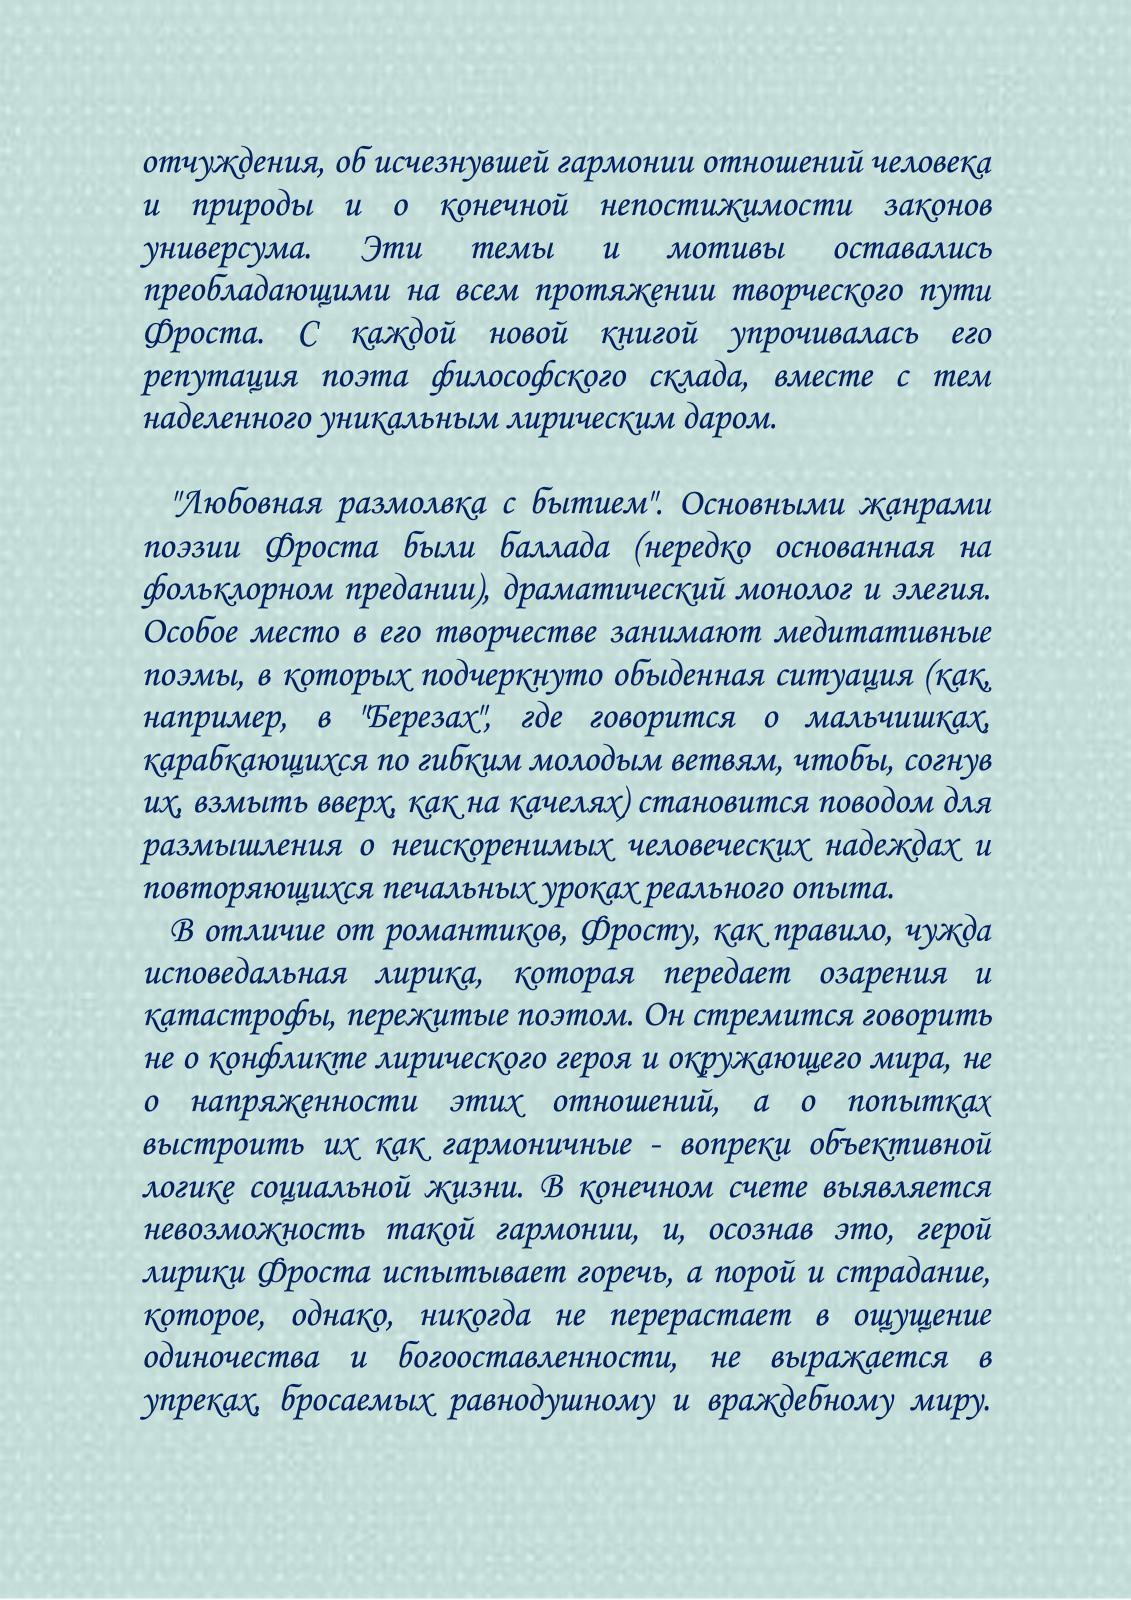 отчуждения, об исчезнувшей гармонии отношений человека
и природы и о конечной непостижимости законов
универсума. Эти темы и мотивы оставались
преобладающими на всем протяжении творческого пути
Фроста. С каждой новой книгой упрочивалась его
репутация поэта философского склада, вместе с тем
наделенного уникальным лирическим даром.
"Любовная размолвка с бытием". Основными жанрами
поэзии Фроста были баллада (нередко основанная на
фольклорном предании), драматический монолог и элегия.
Особое место в его творчестве занимают медитативные
поэмы, в которых подчеркнуто обыденная ситуация (как,
например, в "Березах", где говорится о мальчишках,
карабкающихся по гибким молодым ветвям, чтобы, согнув
их, взмыть вверх, как на качелях) становится поводом для
размышления о неискоренимых человеческих надеждах и
повторяющихся печальных уроках реального опыта.
В отличие от романтиков, Фросту, как правило, чужда
исповедальная лирика, которая передает озарения и
катастрофы, пережитые поэтом. Он стремится говорить
не о конфликте лирического героя и окружающего мира, не
о напряженности этих отношений, а о попытках
выстроить их как гармоничные - вопреки объективной
логике социальной жизни. В конечном счете выявляется
невозможность такой гармонии, и, осознав это, герой
лирики Фроста испытывает горечь, а порой и страдание,
которое, однако, никогда не перерастает в ощущение
одиночества и богооставленности, не выражается в
упреках, бросаемых равнодушному и враждебному миру.